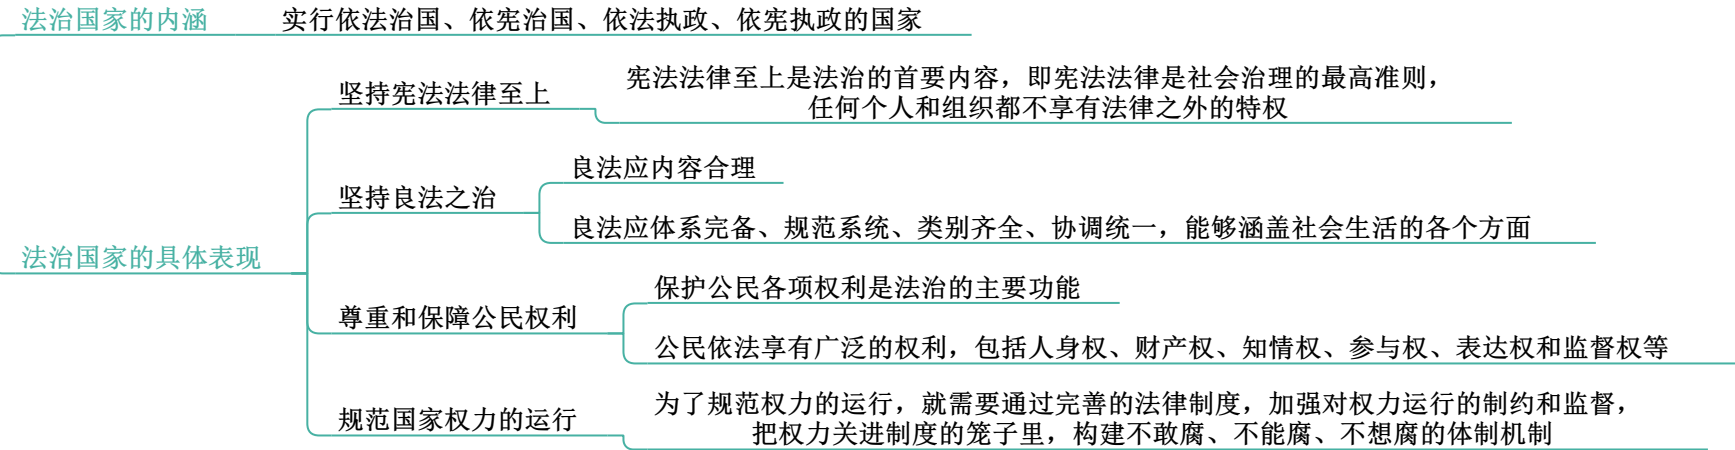 法治国家的内涵
实行依法治国、依宪治国、依法执政、依宪执政的国家
法治国家的具体表现
坚持宪法法律至上
宪法法律至上是法治的首要内容，即宪法法律是社会治理的最高准则，
任何个人和组织都不享有法律之外的特权
坚持良法之治
良法应内容合理
良法应体系完备、规范系统、类别齐全、协调统一，能够涵盖社会生活的各个方面
尊重和保障公民权利
保护公民各项权利是法治的主要功能
公民依法享有广泛的权利，包括人身权、财产权、知情权、参与权、表达权和监督权等
规范国家权力的运行
为了规范权力的运行，就需要通过完善的法律制度，加强对权力运行的制约和监督，
把权力关进制度的笼子里，构建不敢腐、不能腐、不想腐的体制机制